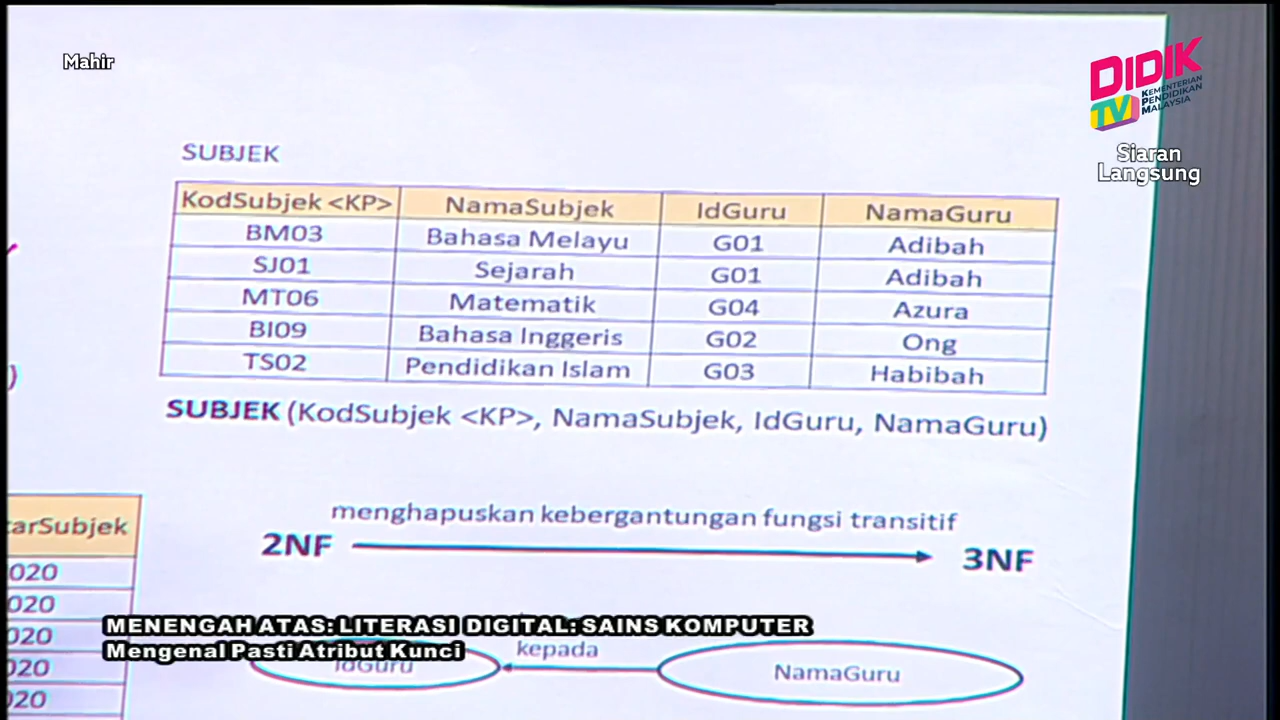 Mahir
DIDIK
TV
KEMENTERIAN
PENDIDIKAN
MALAYSIA
Siaran
Langsung
SUBJEK
KodSubjek <KP> NamaSubjek IdGuru NamaGuru
BM03 Bahasa Melayu G01 Adibah
SJ01 Sejarah G01 Adibah
MT06 Matematik G04 Azura
BI09 Bahasa Inggeris G02 Ong
TS02 Pendidikan Islam G03 Habibah
)
SUBJEK (KodSubjek <KP>, NamaSubjek, IdGuru, NamaGuru)
menghapuskan kebergantungan fungsi transitif
2NF 3NF
arSubjek
020
020
020
020
020
MENENGAH ATAS: LITERASI DIGITAL: SAINS KOMPUTER
Mengenal Pasti Atribut Kunci
kepada
IdGuru NamaGuru